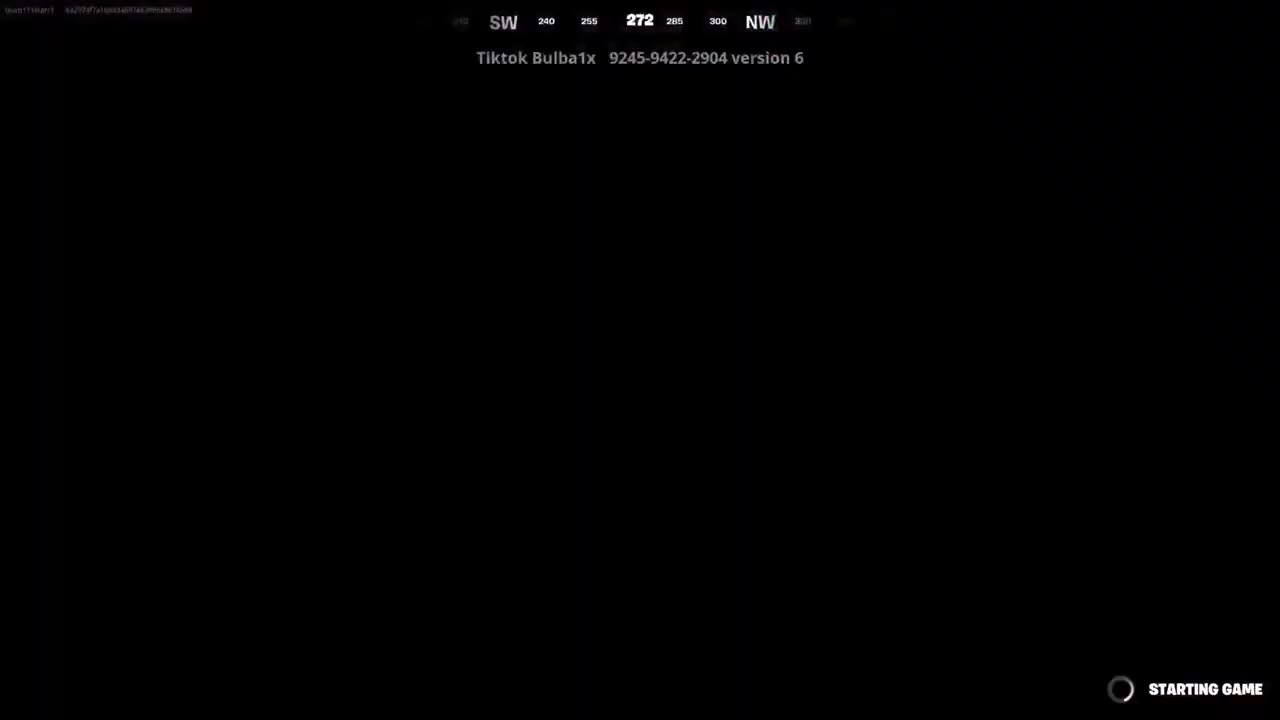 SW 240 255 272 285 300 NW
Tiktok Bulba1x 9245-9422-2904 version 6
STARTING GAME